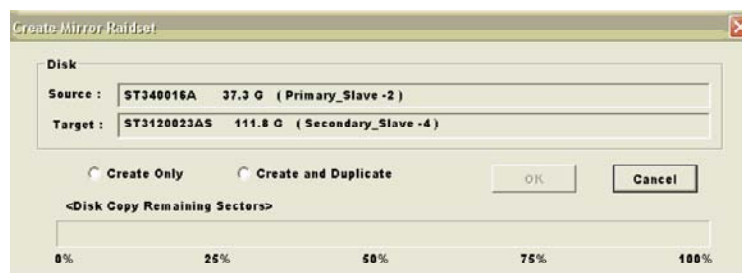 Create Mirror Raidset
Disk
Source : ST340016A 37.3 G ( Primary_Slave -2 )
Target : ST3120023AS 111.8 G ( Secondary_Slave -4 )
Create Only Create and Duplicate OK Cancel
<Disk Copy Remaining Sectors>
0% 25% 50% 75% 100%